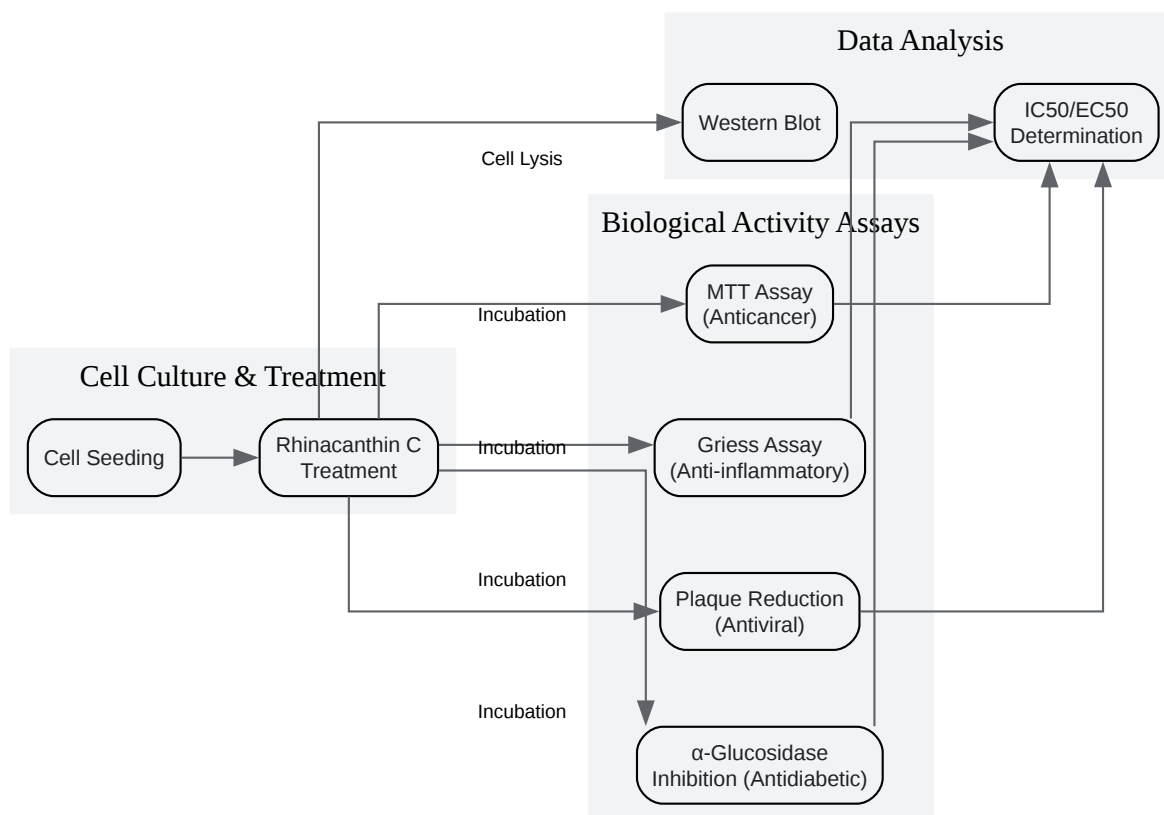 Data Analysis
Western Blot
IC50/EC50
Determination
Cell Lysis
Biological Activity Assays
MTT Assay
(Anticancer)
Incubation
Cell Culture & Treatment
Cell Seeding
Rhinacanthin C
Treatment
Incubation
Griess Assay
(Anti-inflammatory)
Incubation
Plaque Reduction
(Antiviral)
Incubation
α-Glucosidase
Inhibition (Antidiabetic)